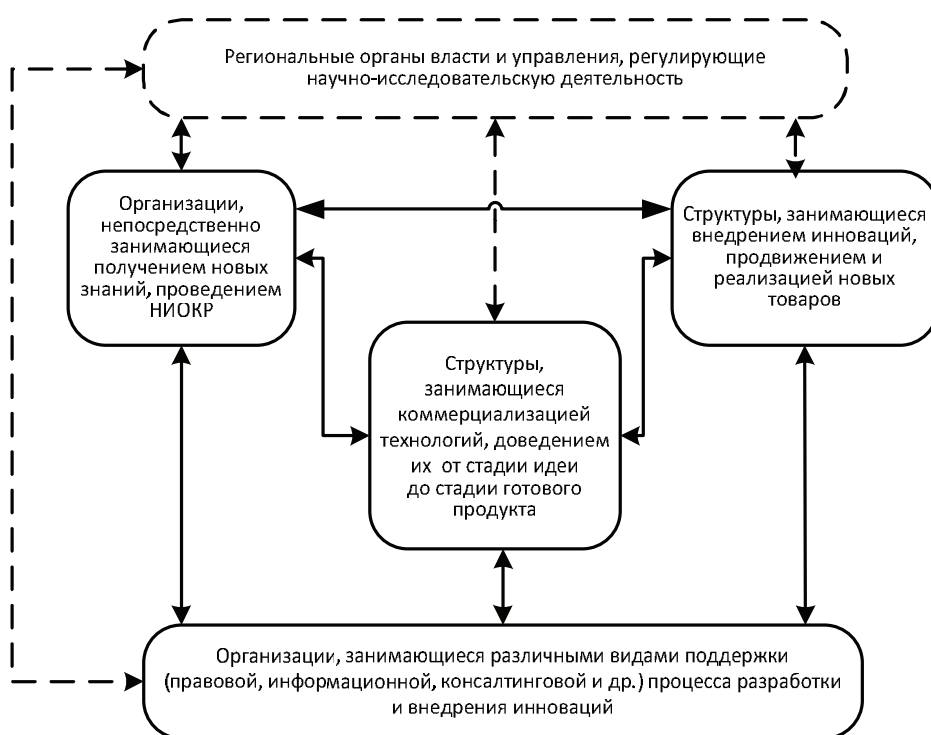 Региональные органы власти и управления, регулирующие
научно-исследовательскую деятельность
Организации,
непосредственно
занимающиеся
получением новых
знаний, проведением
НИОКР
Структуры, занимающиеся
внедрением инноваций,
продвижением и
реализацией новых
товаров
Структуры,
занимающиеся
коммерциализацией
технологий, доведением
их от стадии идеи
до стадии готового
продукта
Организации, занимающиеся различными видами поддержки
(правовой, информационной, консалтинговой и др.) процесса разработки
и внедрения инноваций